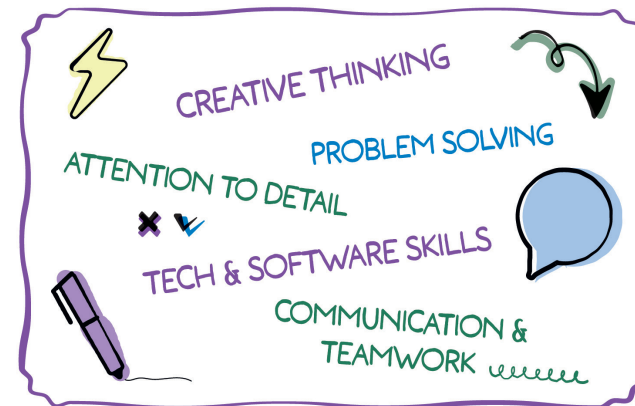 CREATIVE THINKING
PROBLEM SOLVING
ATTENTION TO DETAIL
TECH & SOFTWARE SKILLS
COMMUNICATION &
TEAMWORK